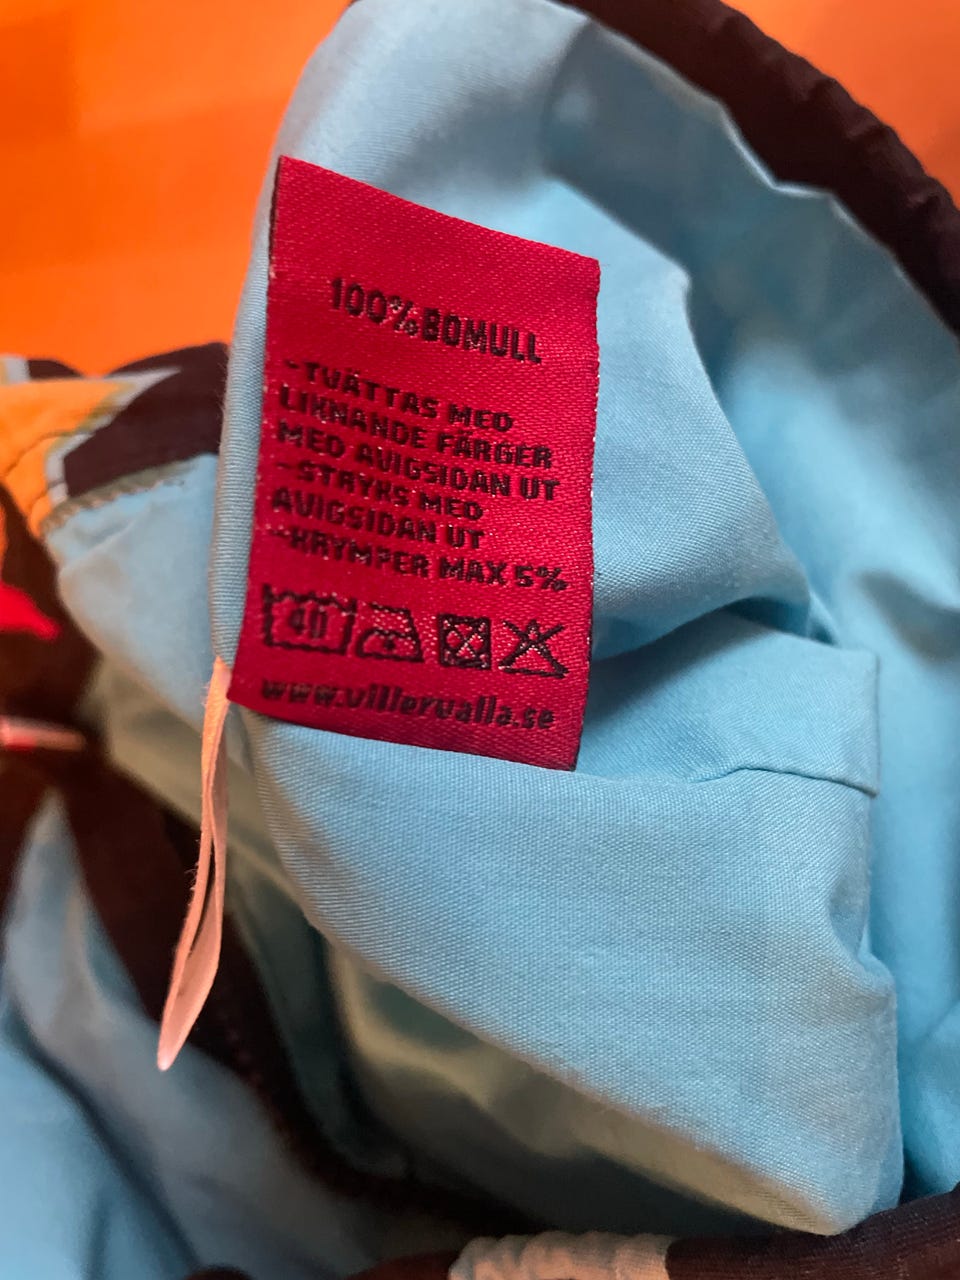 100% BOMULL
-TVÄTTAS MED
LIKNANDE FÄRGER
MED AVIGSIDAN UT
-STRYKS MED
AVIGSIDAN UT
-KRYMPER MAX 5%
40
www.villervalla.se